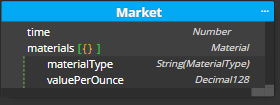 Market ...
time Number
materials [{} ] Material
materialType String(MaterialType)
valuePerOunce Decimal128